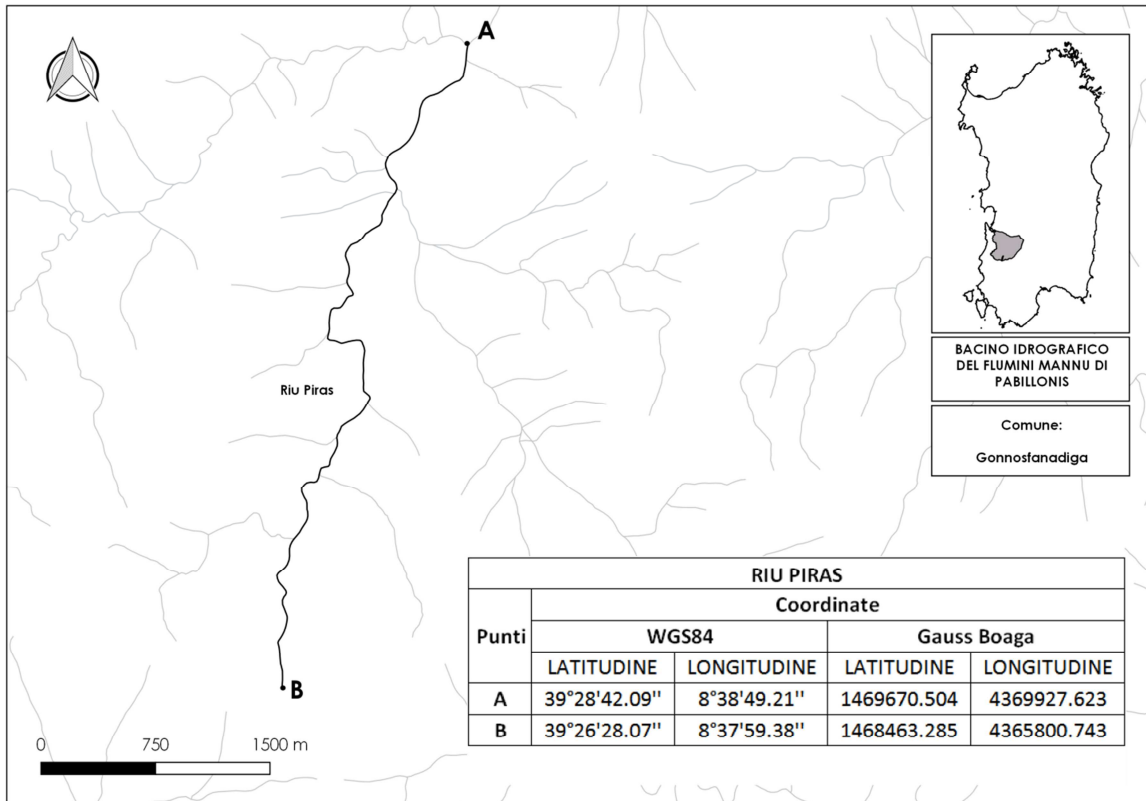 A
Riu Piras
B
0 750 1500 m
BACINO IDROGRAFICO
DEL FLUMINI MANNU DI
PABILLONIS
Comune:
Gonnosfanadiga
RIU PIRAS
Punti
Coordinate
WGS84 Gauss Boaga
LATITUDINE LONGITUDINE LATITUDINE LONGITUDINE
A 39°28'42.09'' 8°38'49.21'' 1469670.504 4369927.623
B 39°26'28.07'' 8°37'59.38'' 1468463.285 4365800.743